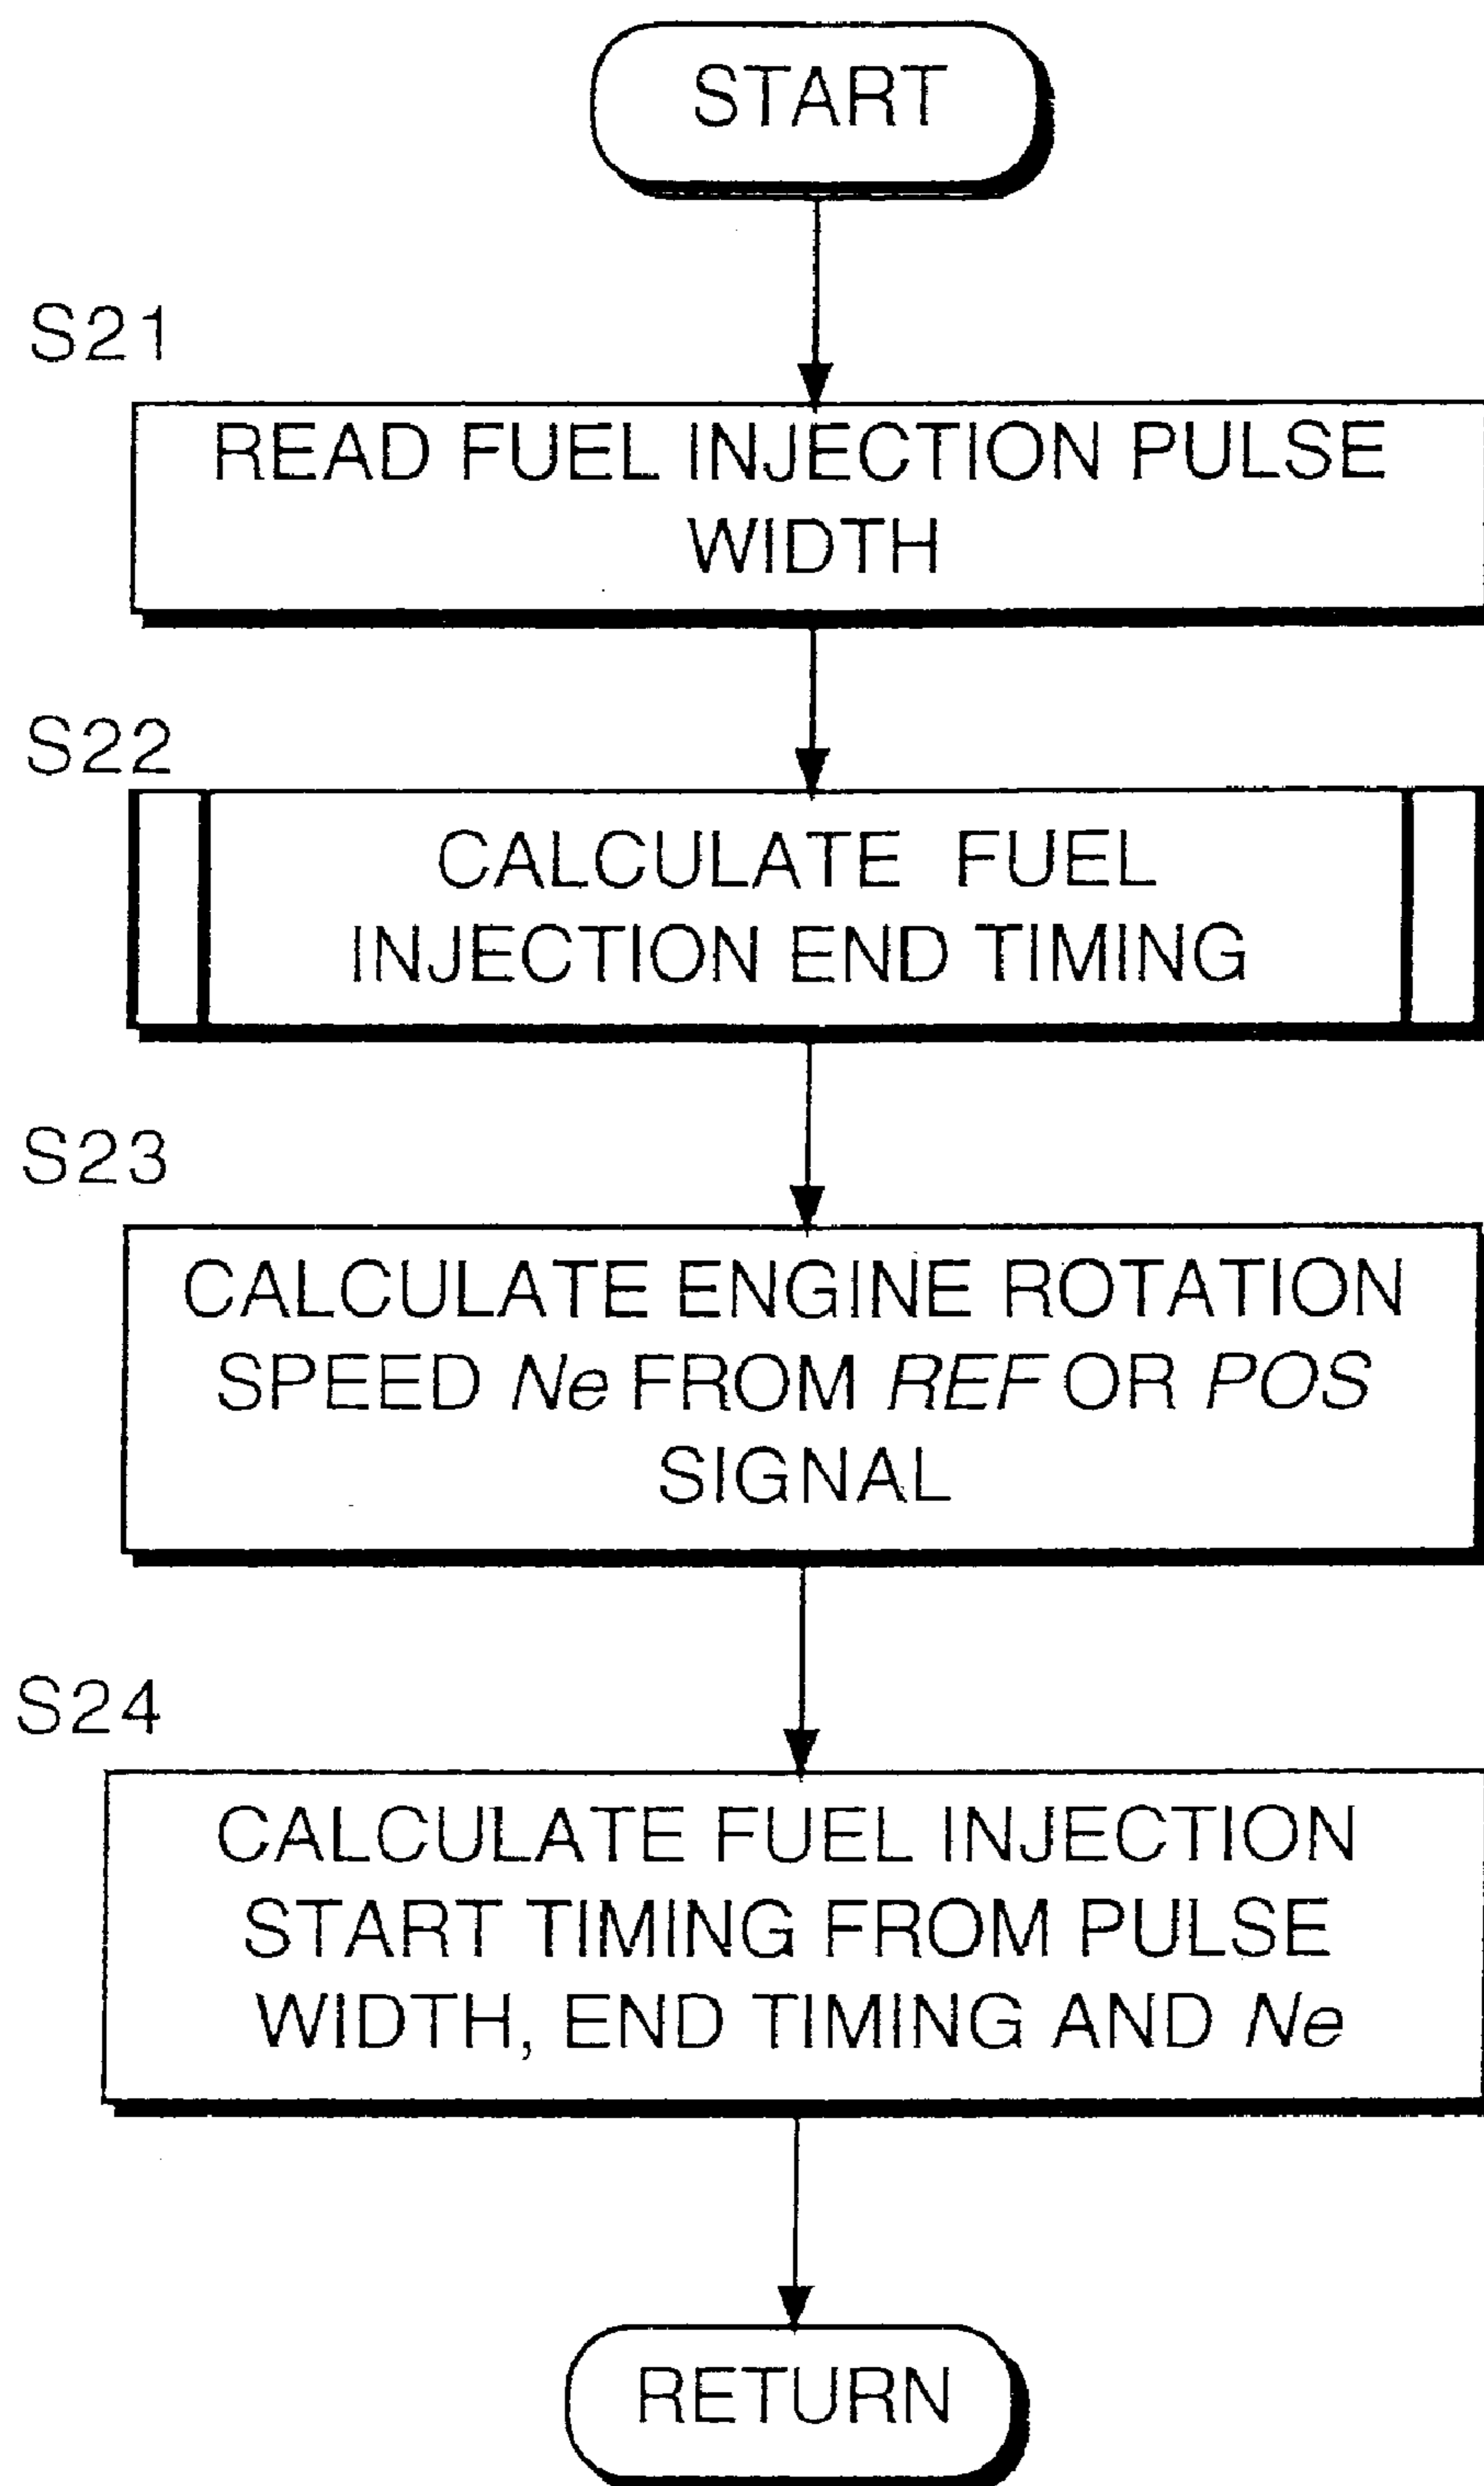 START
S21
READ FUEL INJECTION PULSE
WIDTH
S22
CALCULATE FUEL
INJECTION END TIMING
S23
CALCULATE ENGINE ROTATION
SPEED Ne FROM REF OR POS
SIGNAL
S24
CALCULATE FUEL INJECTION
START TIMING FROM PULSE
WIDTH, END TIMING AND Ne
RETURN